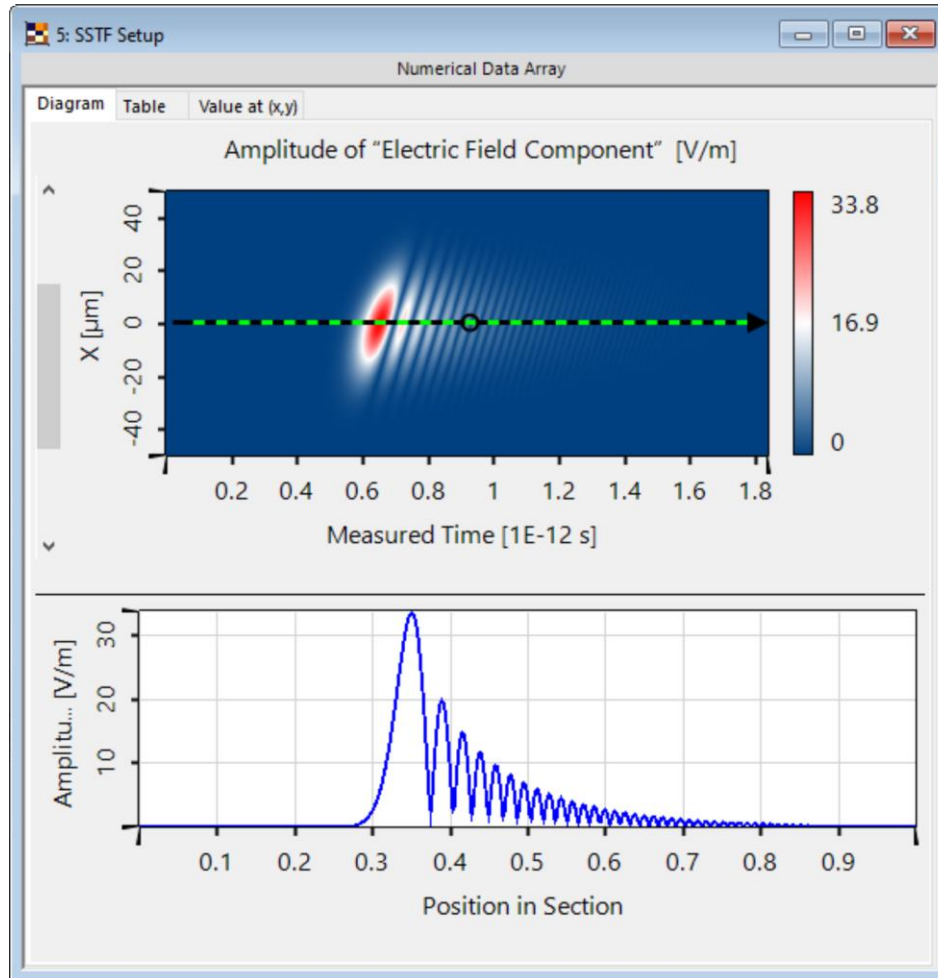 5: SSTF Setup
Numerical Data Array
Diagram Table Value at (x,y)
Amplitude of “Electric Field Component” [V/m]
X [µm]
40
20
0
-20
-40
33.8
16.9
0
0.2 0.4 0.6 0.8 1 1.2 1.4 1.6 1.8
Measured Time [1E-12 s]
Amplitu... [V/m]
30
20
10
0.1 0.2 0.3 0.4 0.5 0.6 0.7 0.8 0.9
Position in Section